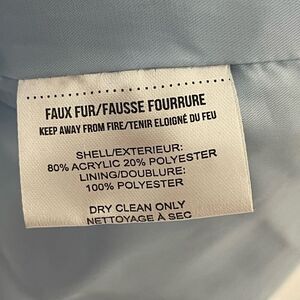 FAUX FUR/FAUSSE FOURRURE
KEEP AWAY FROM FIRE/TENIR ELOIGNÉ DU FEU
SHELL/EXTERIEUR:
80% ACRYLIC 20% POLYESTER
LINING/DOUBLURE:
100% POLYESTER
DRY CLEAN ONLY
NETTOYAGE À SEC